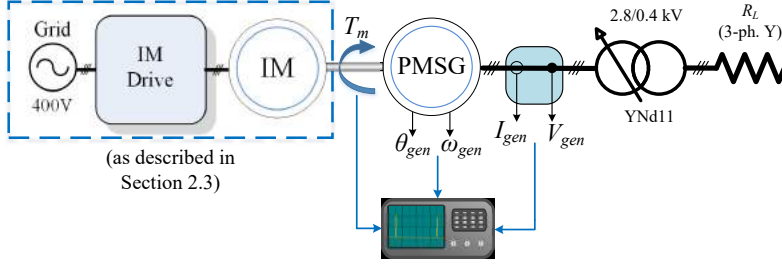 Grid
400V
IM
Drive
IM
(as described in
Section 2.3)
T_m
PMSG
θ_gen
ω_gen
I_gen
V_gen
2.8/0.4 kV
YNd11
R_L
(3-ph. Y)